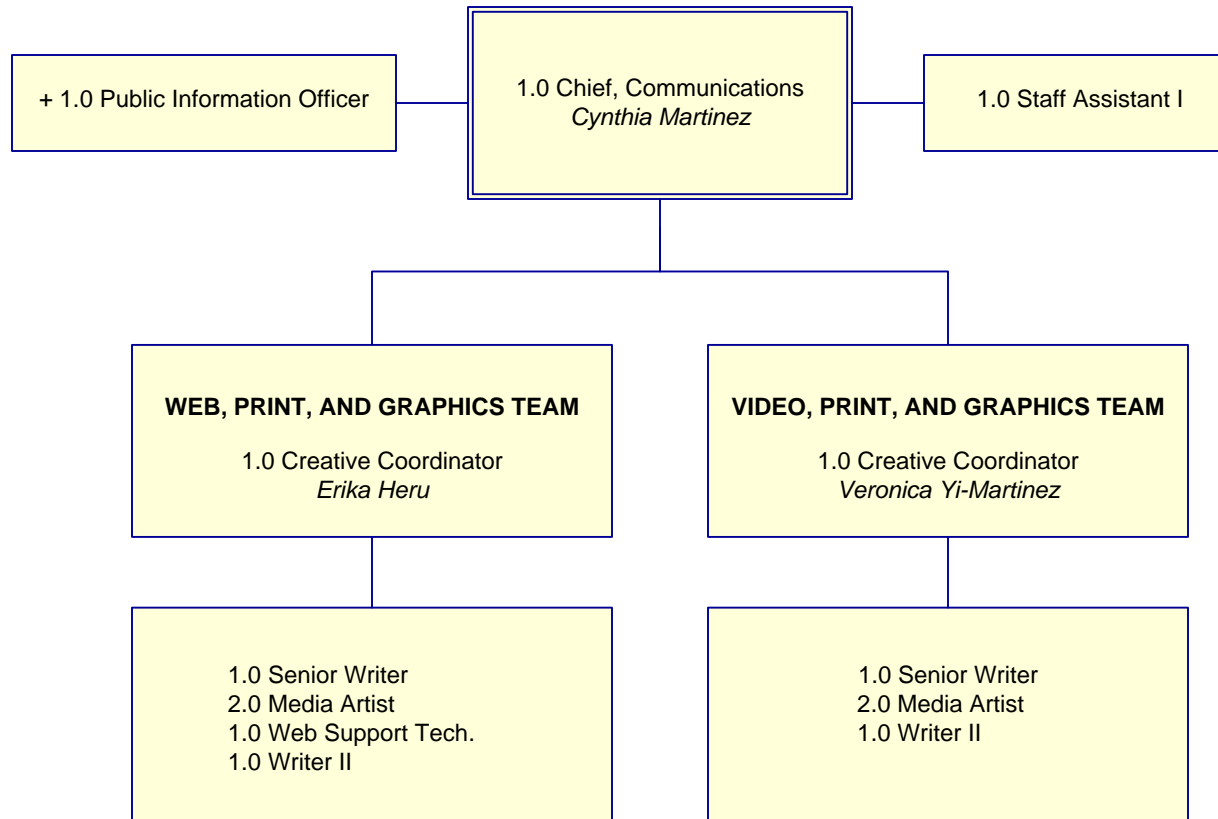 + 1.0 Public Information Officer
1.0 Chief, Communications
Cynthia Martinez
1.0 Staff Assistant I
WEB, PRINT, AND GRAPHICS TEAM
1.0 Creative Coordinator
Erika Heru
VIDEO, PRINT, AND GRAPHICS TEAM
1.0 Creative Coordinator
Veronica Yi-Martinez
1.0 Senior Writer
2.0 Media Artist
1.0 Web Support Tech.
1.0 Writer II
1.0 Senior Writer
2.0 Media Artist
1.0 Writer II